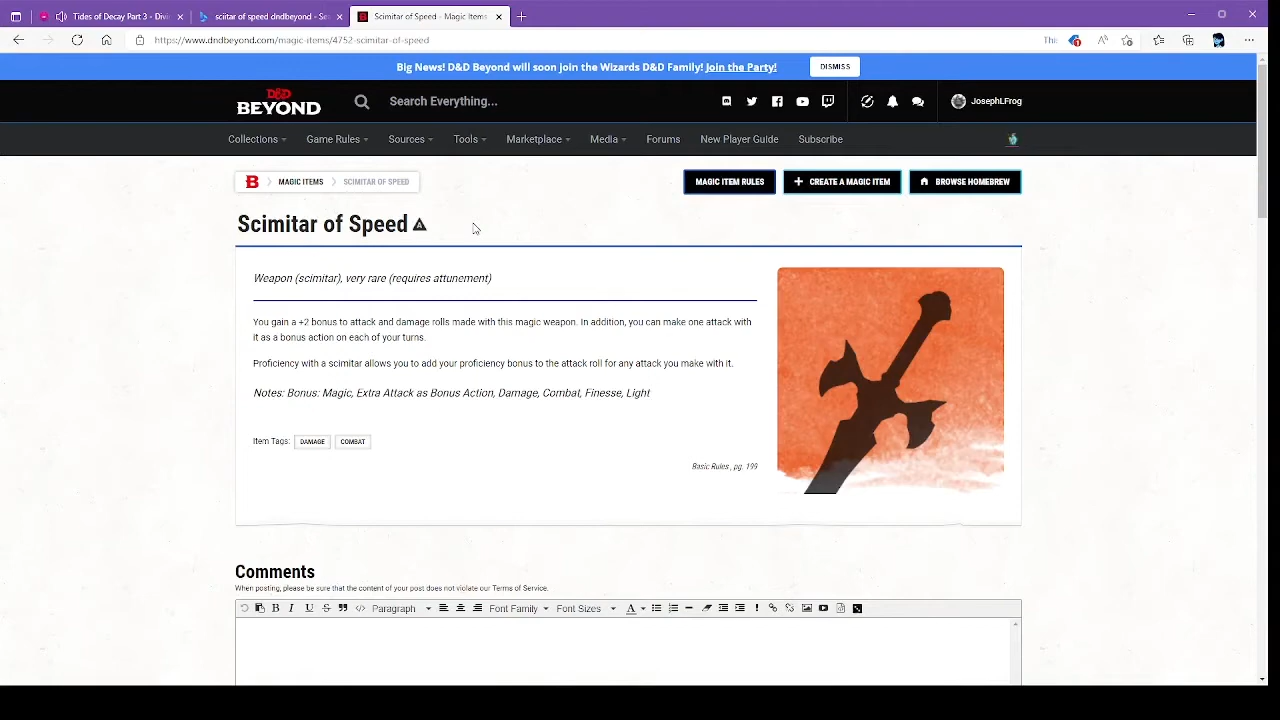 Tides of Decay Part 3 - Divin
sciitar of speed dndbeyond - Se
Scimitar of Speed - Magic Items
https://www.dndbeyond.com/magic-items/4752-scimitar-of-speed
Big News! D&D Beyond will soon join the Wizards D&D Family! Join the Party!
DISMISS
D&D
BEYOND
Search Everything...
JosephLFrog
Collections
Game Rules
Sources
Tools
Marketplace
Media
Forums
New Player Guide
Subscribe
B
MAGIC ITEMS
SCIMITAR OF SPEED
MAGIC ITEM RULES
CREATE A MAGIC ITEM
BROWSE HOMEBREW
Scimitar of Speed
Weapon (scimitar), very rare (requires attunement)
You gain a +2 bonus to attack and damage rolls made with this magic weapon. In addition, you can make one attack with
it as a bonus action on each of your turns.
Proficiency with a scimitar allows you to add your proficiency bonus to the attack roll for any attack you make with it.
Notes: Bonus: Magic, Extra Attack as Bonus Action, Damage, Combat, Finesse, Light
Item Tags: DAMAGE COMBAT
Basic Rules , pg. 199
Comments
When posting, please be sure that the content of your post does not violate our Terms of Service.
B I U S Paragraph Font Family Font Sizes A